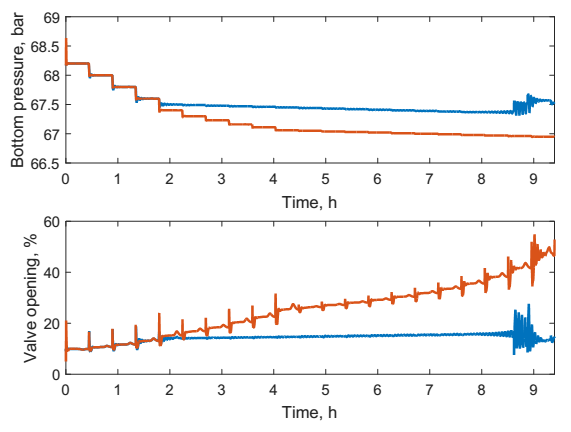 69
68.5
68
67.5
67
66.5
Bottom pressure, bar
0 1 2 3 4 5 6 7 8 9
Time, h
60
40
20
0
Valve opening, %
0 1 2 3 4 5 6 7 8 9
Time, h